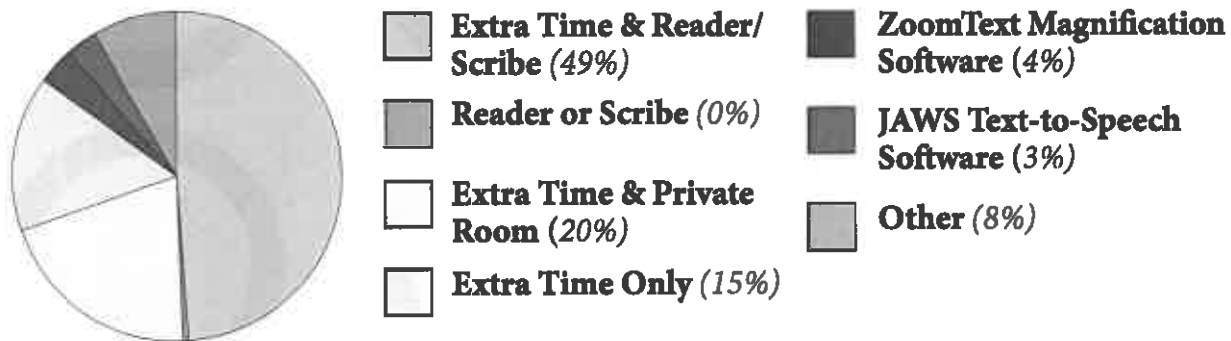 Extra Time & Reader/
Scribe (49%)
Reader or Scribe (0%)
Extra Time & Private
Room (20%)
Extra Time Only (15%)
ZoomText Magnification
Software (4%)
JAWS Text-to-Speech
Software (3%)
Other (8%)